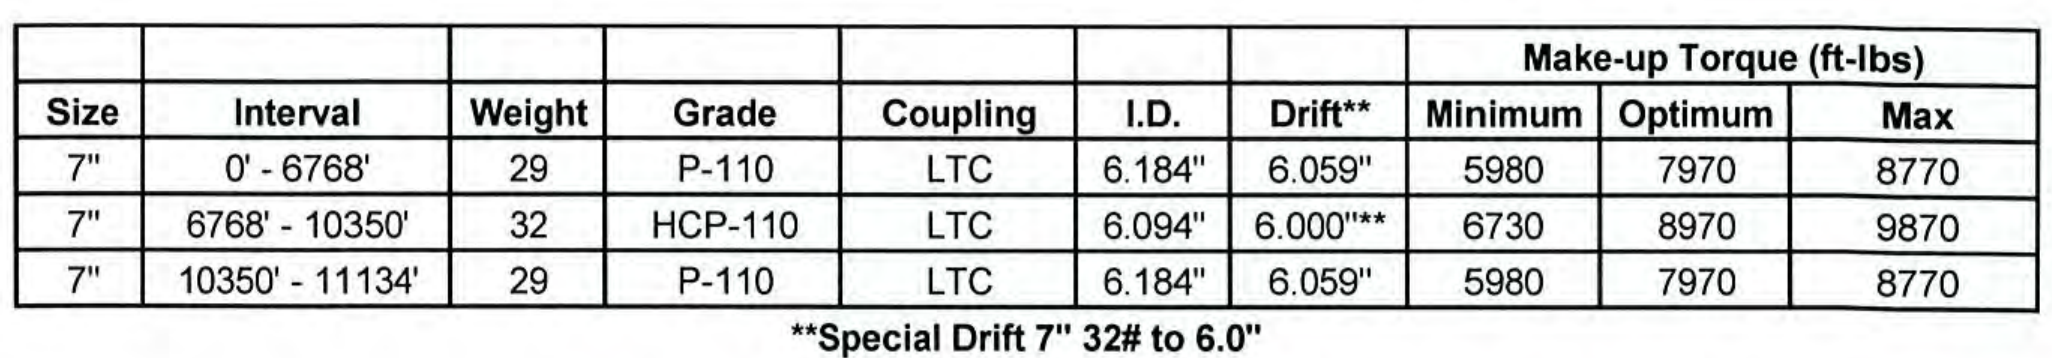 Make-up Torque (ft-lbs)
Size Interval Weight Grade Coupling I.D. Drift** Minimum Optimum Max
7" 0' - 6768' 29 P-110 LTC 6.184" 6.059" 5980 7970 8770
7" 6768' - 10350' 32 HCP-110 LTC 6.094" 6.000"** 6730 8970 9870
7" 10350' - 11134' 29 P-110 LTC 6.184" 6.059" 5980 7970 8770
**Special Drift 7" 32# to 6.0"